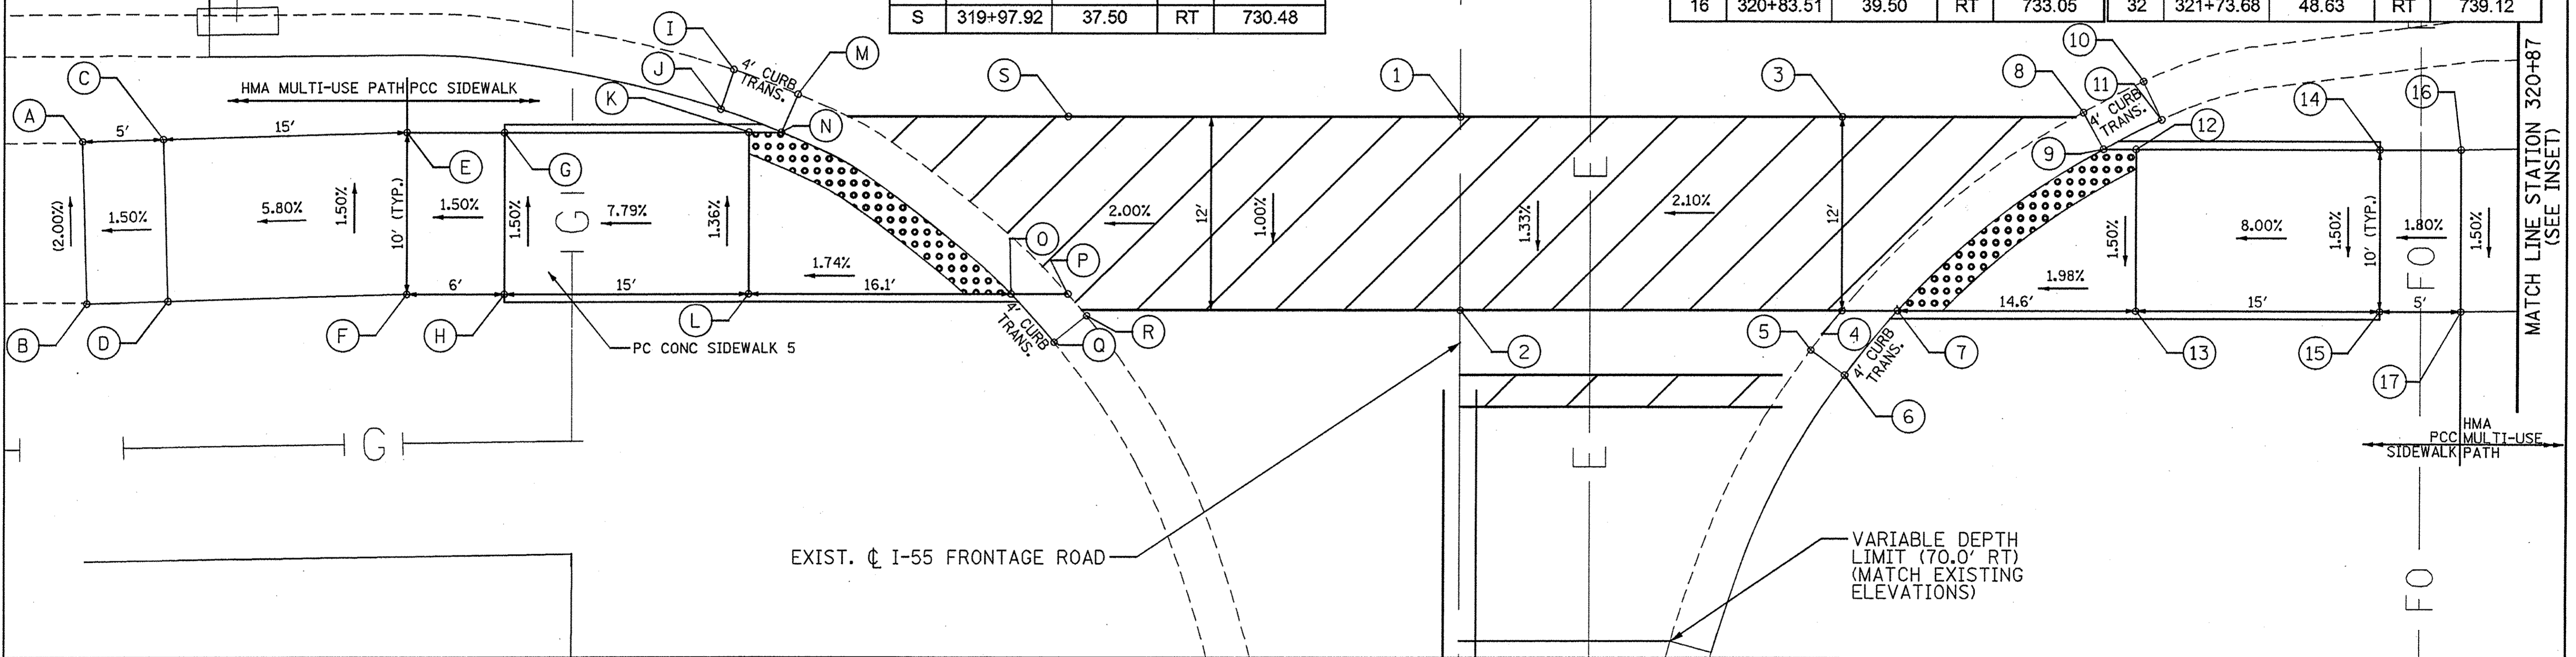 S 319+97.92 37.50 RT 730.48
16 320+83.51 39.50 RT 733.05 32 321+73.68 48.63 RT 739.12
HMA MULTI-USE PATH PCC SIDEWALK
A
C
5'
15'
I
J
K
M
4' CURB
TRANS.
N
E
G
S
1
3
8
10
11
4' CURB
TRANS.
9
12
14
16
MATCH LINE STATION 320+87
(SEE INSET)
(2.00%)
1.50%
5.80%
1.50%
10' (TYP.)
1.50%
1.50%
7.79%
1.36%
1.74%
G
O
P
2.00%
12'
1.00%
1.33%
2.10%
12'
E
1.50%
1.98%
8.00%
1.50%
10' (TYP.)
1.80%
1.50%
FO
B
D
F
6'
H
15'
L
16.1'
4' CURB
TRANS.
Q
R
2
5
4
4' CURB
TRANS.
7
6
14.6'
13
15'
15
5'
17
PC CONC SIDEWALK 5
G
E
HMA
PCC MULTI-USE
SIDEWALK PATH
EXIST. ℄ I-55 FRONTAGE ROAD
VARIABLE DEPTH
LIMIT (70.0' RT)
(MATCH EXISTING
ELEVATIONS)
FO